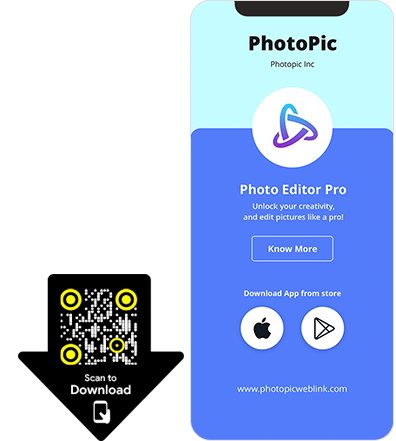 PhotoPic
Photopic Inc
Photo Editor Pro
Unlock your creativity,
and edit pictures like a pro!
Know More
Download App from store
www.photopicweblink.com
Scan to
Download